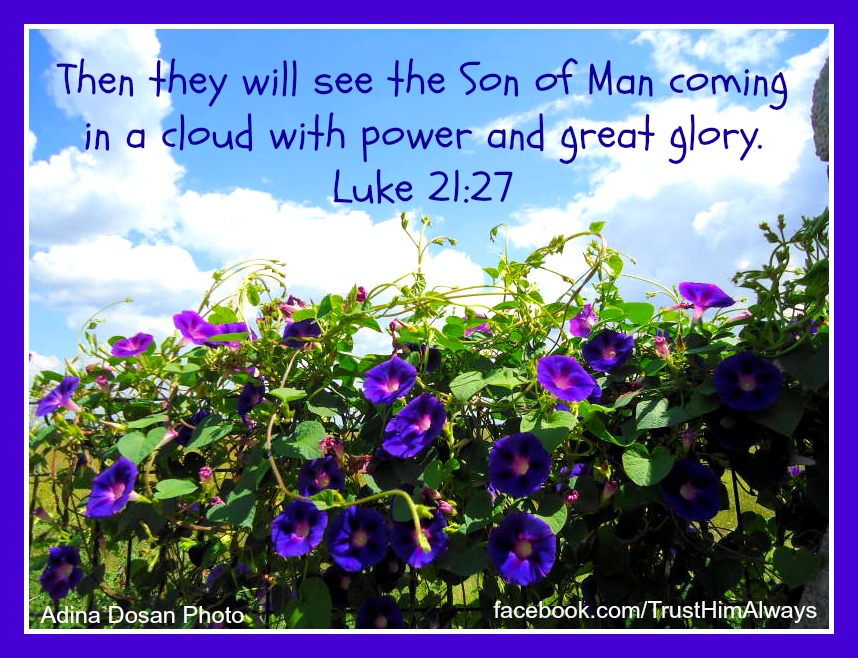 Then they will see the Son of Man coming
in a cloud with power and great glory.
Luke 21:27
Adina Dosan Photo
facebook.com/TrustHimAlways